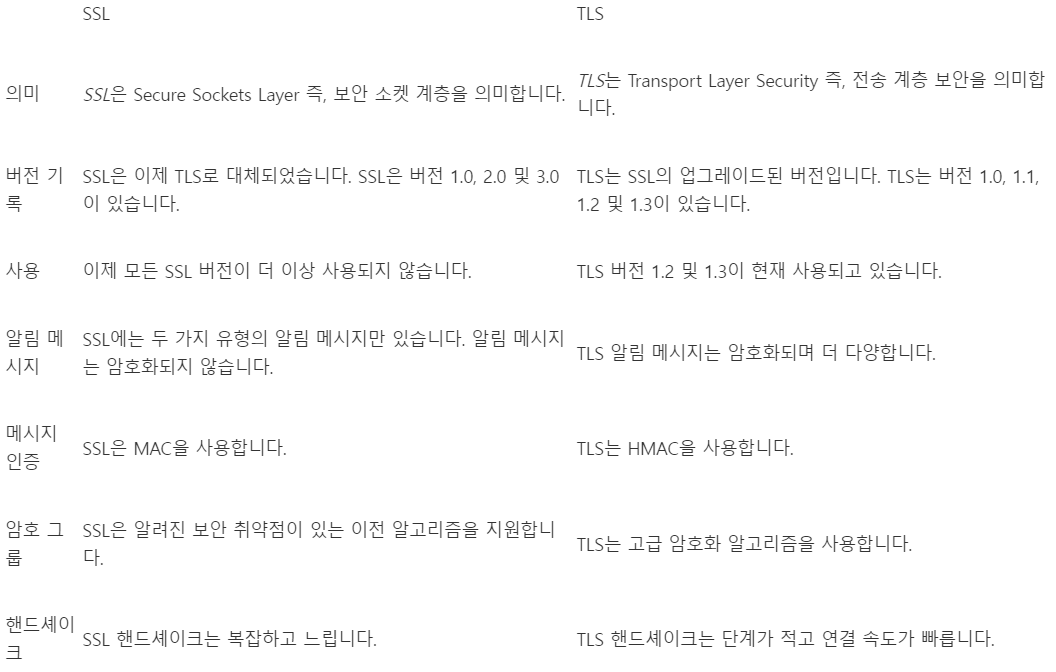 SSL
TLS
의미
SSL은 Secure Sockets Layer 즉, 보안 소켓 계층을 의미합니다.
TLS는 Transport Layer Security 즉, 전송 계층 보안을 의미합
니다.
버전 기
록
SSL은 이제 TLS로 대체되었습니다. SSL은 버전 1.0, 2.0 및 3.0
이 있습니다.
TLS는 SSL의 업그레이드된 버전입니다. TLS는 버전 1.0, 1.1,
1.2 및 1.3이 있습니다.
사용
이제 모든 SSL 버전이 더 이상 사용되지 않습니다.
TLS 버전 1.2 및 1.3이 현재 사용되고 있습니다.
알림 메
시지
SSL에는 두 가지 유형의 알림 메시지만 있습니다. 알림 메시지
는 암호화되지 않습니다.
TLS 알림 메시지는 암호화되며 더 다양합니다.
메시지
인증
SSL은 MAC을 사용합니다.
TLS는 HMAC을 사용합니다.
암호 그
룹
SSL은 알려진 보안 취약점이 있는 이전 알고리즘을 지원합니
다.
TLS는 고급 암호화 알고리즘을 사용합니다.
핸드셰이
크
SSL 핸드셰이크는 복잡하고 느립니다.
TLS 핸드셰이크는 단계가 적고 연결 속도가 빠릅니다.